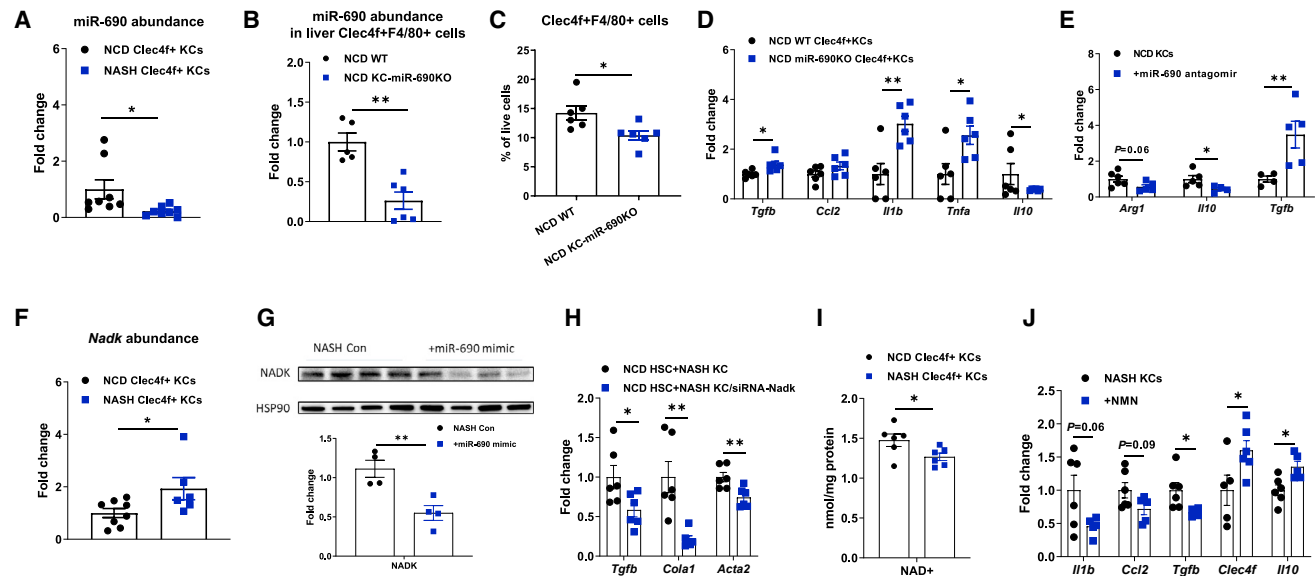 A
miR-690 abundance
NCD Clec4f+ KCs
NASH Clec4f+ KCs
Fold change
6
4
2
0
*
B
miR-690 abundance
in liver Clec4f+F4/80+ cells
NCD WT
NCD KC-miR-690KO
Fold change
1.5
1.0
0.5
0.0
**
C
Clec4f+F4/80+ cells
% of live cells
25
20
15
10
5
0
*
NCD WT
NCD KC-miR-690KO
D
NCD WT Clec4f+KCs
NCD miR-690KO Clec4f+KCs
Fold change
6
4
2
0
*
**
*
*
Tgfb
Ccl2
Il1b
Tnfa
Il10
E
NCD KCs
+miR-690 antagomir
Fold change
8
6
4
2
0
P=0.06
*
**
Arg1
Il10
Tgfb
F
Nadk abundance
NCD Clec4f+ KCs
NASH Clec4f+ KCs
Fold change
6
4
2
0
*
G
NASH Con
+miR-690 mimic
NADK
HSP90
NASH Con
+miR-690 mimic
Fold change
1.5
1.0
0.5
0.0
**
NADK
H
NCD HSC+NASH KC
NCD HSC+NASH KC/siRNA-Nadk
Fold change
2.0
1.5
1.0
0.5
0.0
*
**
**
Tgfb
Cola1
Acta2
I
NCD Clec4f+ KCs
NASH Clec4f+ KCs
nmol/mg protein
2.0
1.5
1.0
0.5
0.0
*
NAD+
J
NASH KCs
+NMN
Fold change
2.5
2.0
1.5
1.0
0.5
0.0
P=0.06
P=0.09
*
*
*
Il1b
Ccl2
Tgfb
Clec4f
Il10